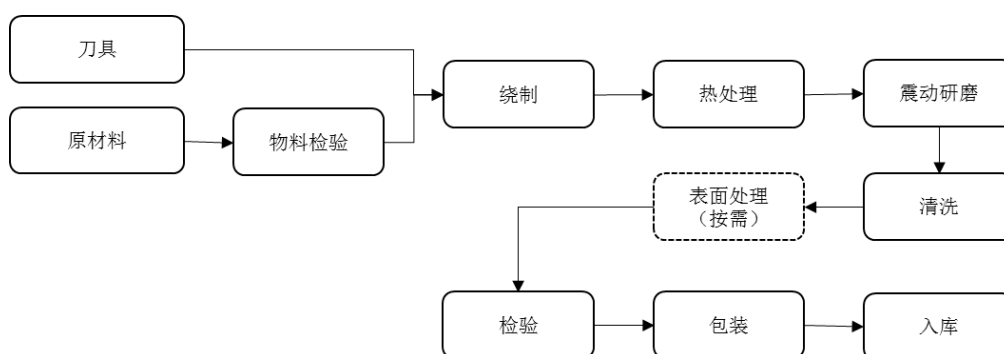 刀具
原材料
物料检验
绕制
热处理
震动研磨
清洗
表面处理
（按需）
检验
包装
入库